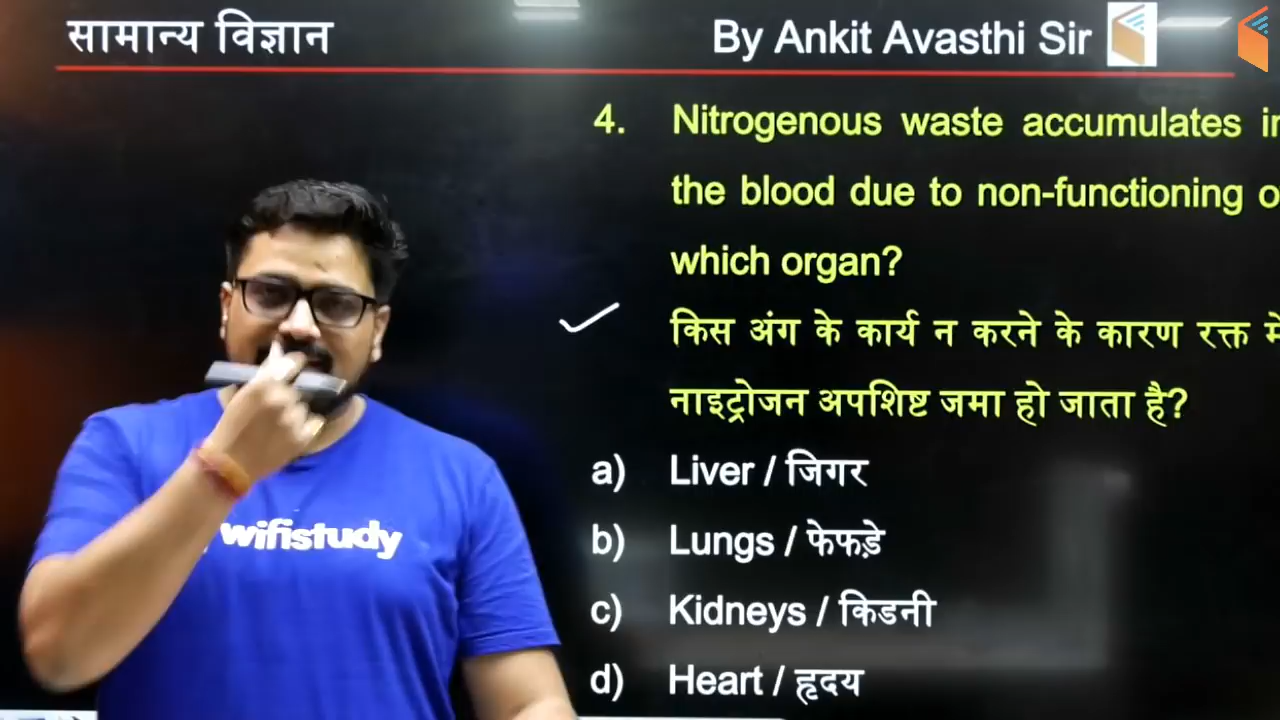 सामान्य विज्ञान
By Ankit Avasthi Sir
4. Nitrogenous waste accumulates
the blood due to non-functioning
which organ?
किस अंग के कार्य न करने के कारण रक्त
नाइट्रोजन अपशिष्ट जमा हो जाता है?
a) Liver / जिगर
b) Lungs / फेफड़े
c) Kidneys / किडनी
d) Heart / हृदय
wifistudy